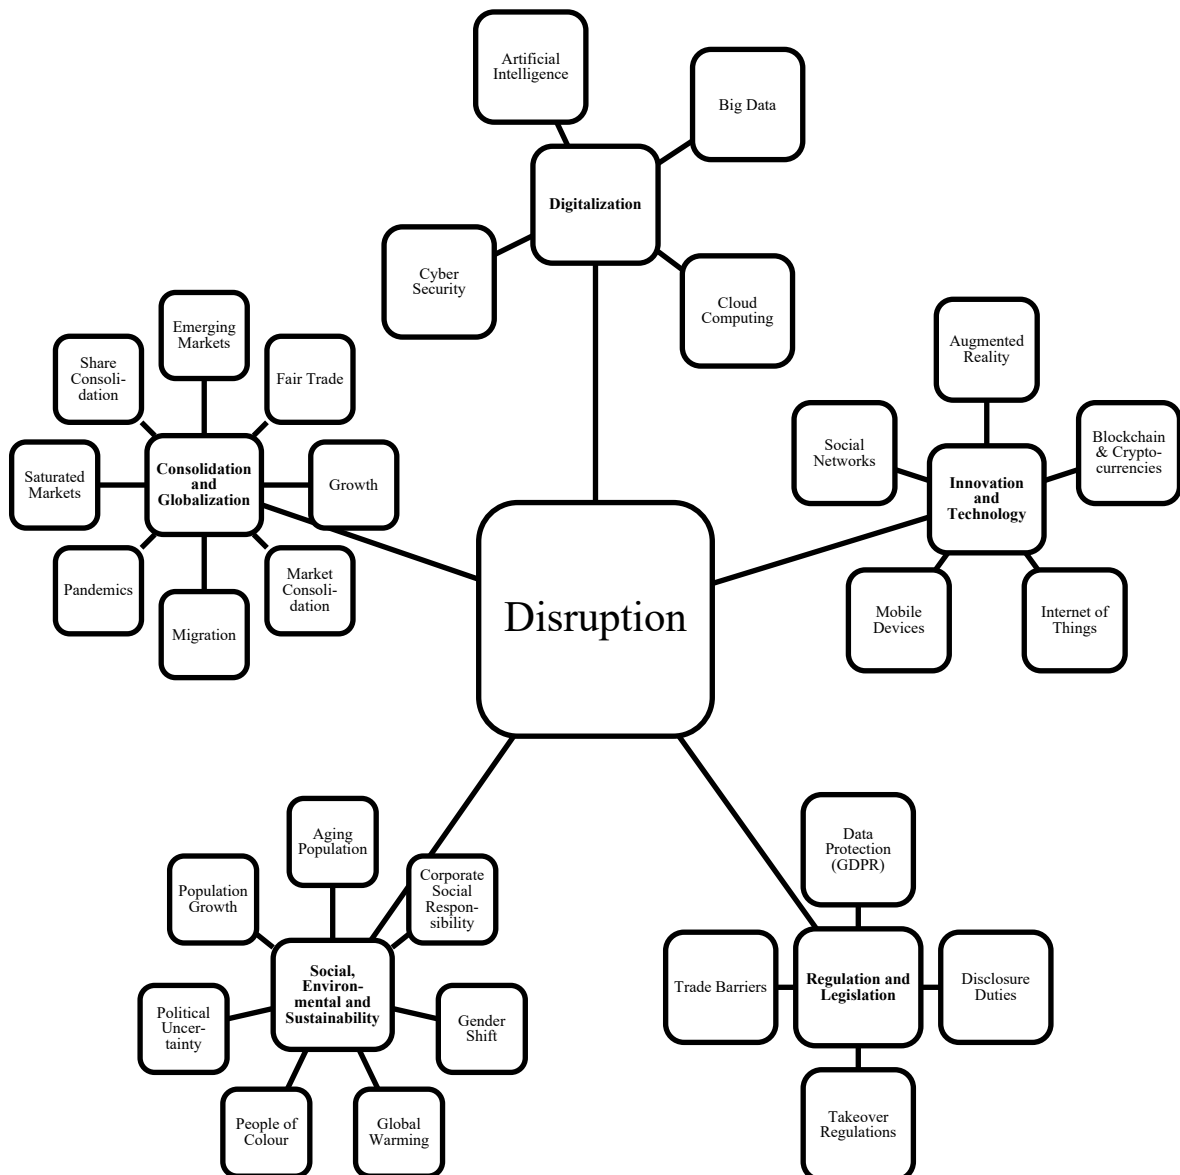 Artificial
Intelligence
Big Data
Digitalization
Cyber
Security
Cloud
Computing
Emerging
Markets
Share
Consoli-
dation
Fair Trade
Consolidation
and
Globalization
Saturated
Markets
Growth
Pandemics
Market
Consoli-
dation
Migration
Augmented
Reality
Social
Networks
Blockchain
& Crypto-
currencies
Innovation
and
Technology
Mobile
Devices
Internet of
Things
Disruption
Aging
Population
Population
Growth
Corporate
Social
Respon-
sibility
Social,
Environ-
mental and
Sustainability
Political
Uncer-
tainty
Gender
Shift
People of
Colour
Global
Warming
Data
Protection
(GDPR)
Trade Barriers
Regulation and
Legislation
Disclosure
Duties
Takeover
Regulations